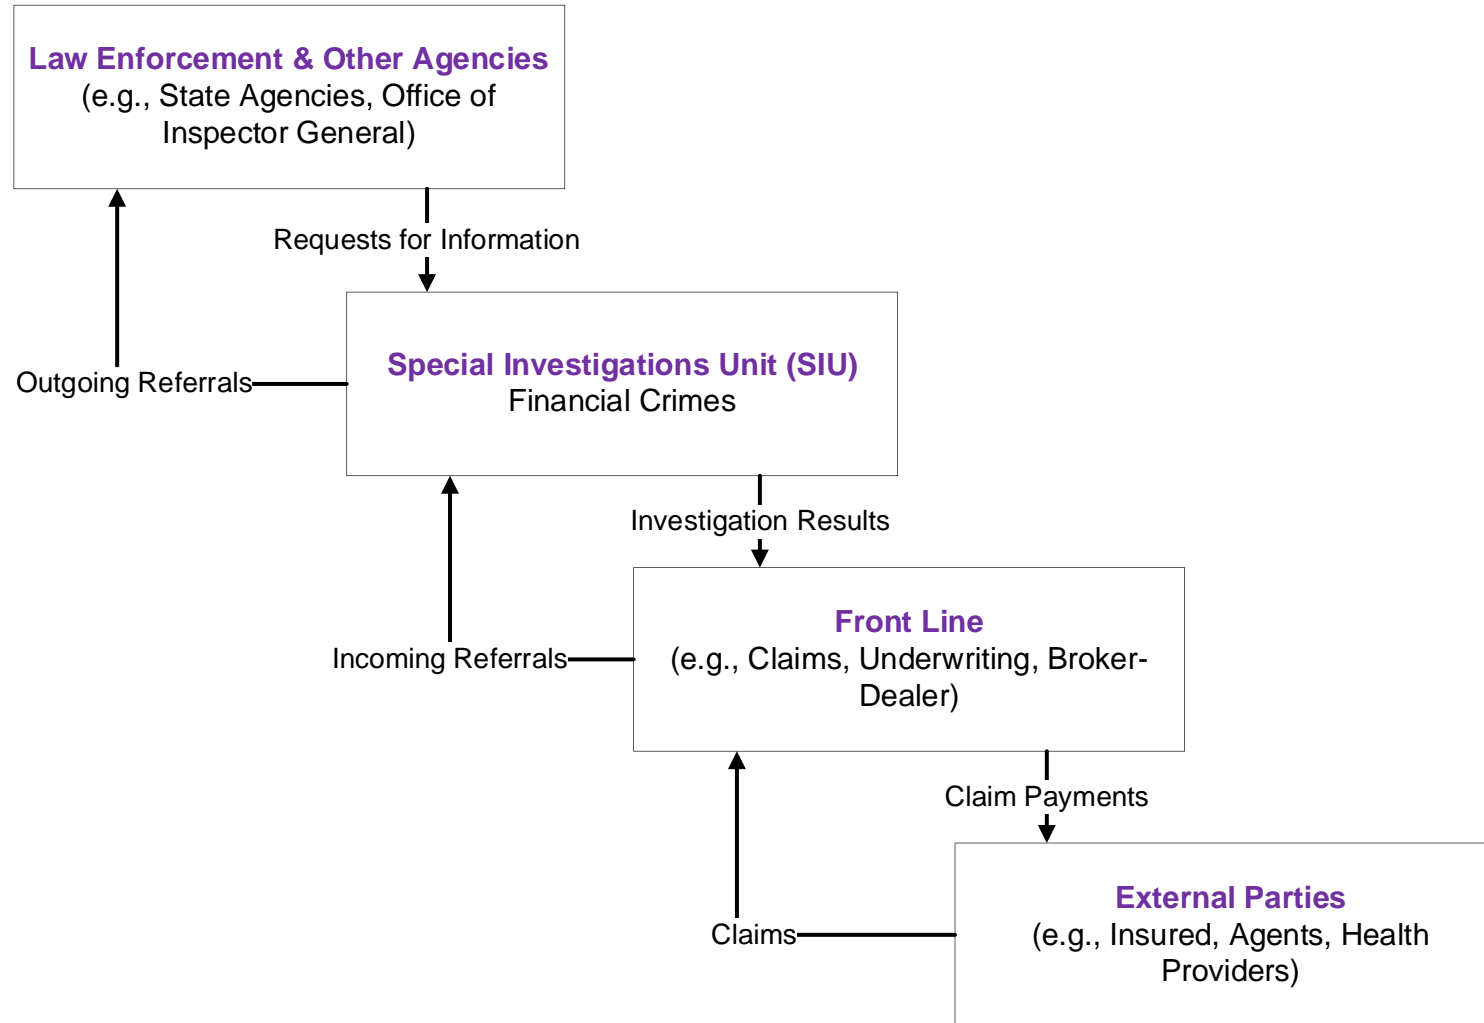 Law Enforcement & Other Agencies
(e.g., State Agencies, Office of
Inspector General)
Requests for Information
Special Investigations Unit (SIU)
Financial Crimes
Outgoing Referrals
Investigation Results
Front Line
(e.g., Claims, Underwriting, Broker-
Dealer)
Incoming Referrals
Claim Payments
External Parties
(e.g., Insured, Agents, Health
Providers)
Claims